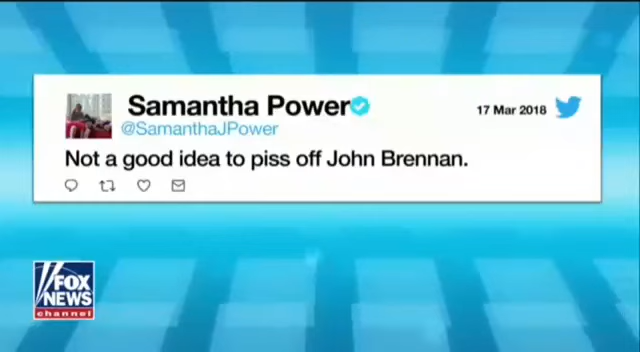 Samantha Power
17 Mar 2018
@SamanthaJPower
Not a good idea to piss off John Brennan.
FOX
NEWS
channel